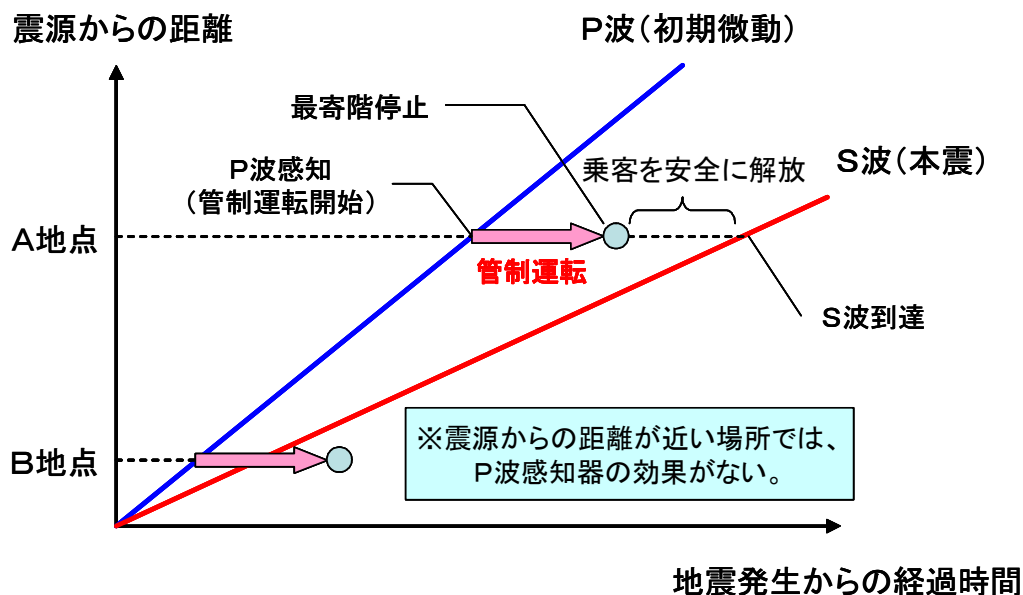 震源からの距離
P波（初期微動）
最寄階停止
P波感知
（管制運転開始）
乗客を安全に解放
S波（本震）
A地点
管制運転
S波到達
B地点
※震源からの距離が近い場所では、
P波感知器の効果がない。
地震発生からの経過時間